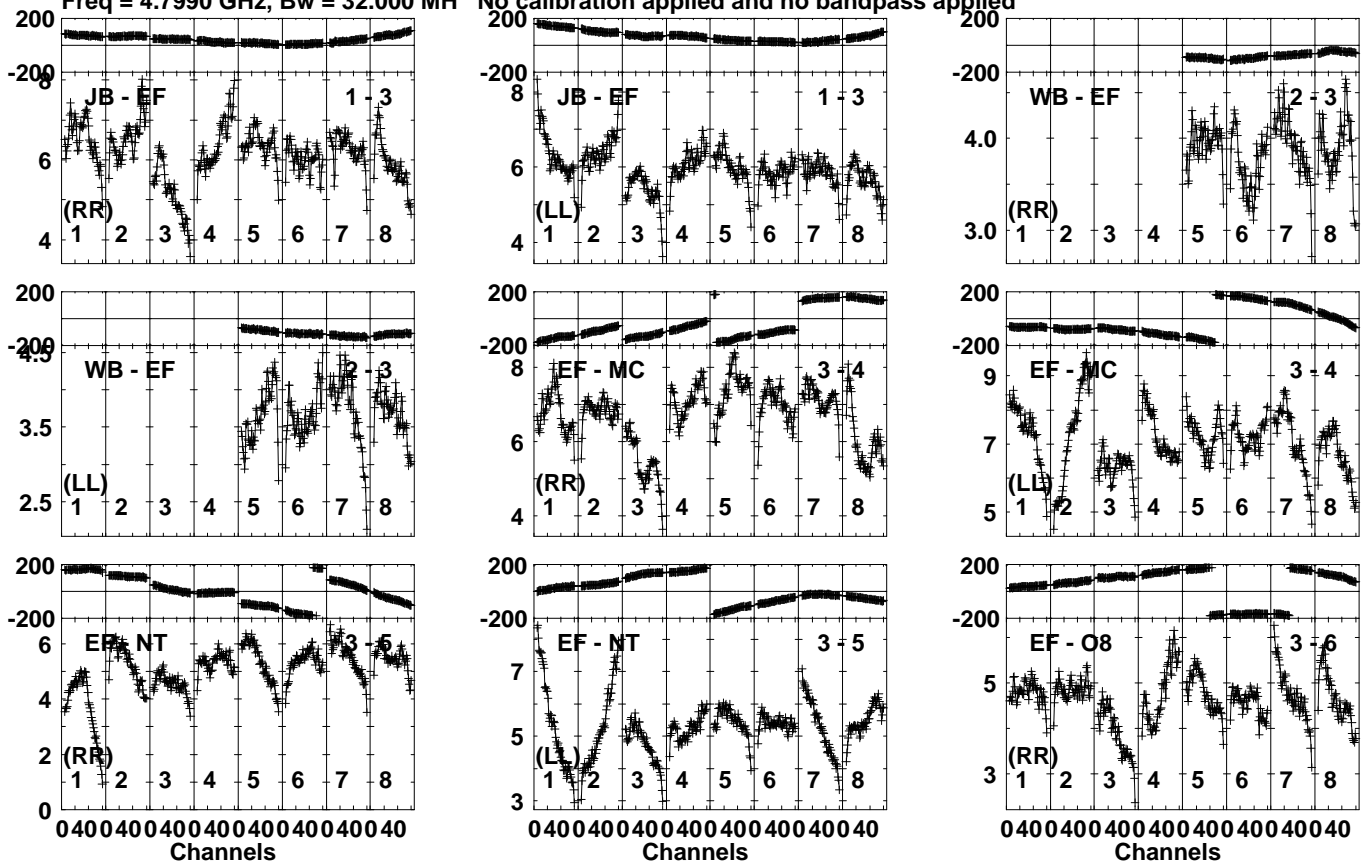 Freq = 4.7990 GHz, Bw = 32.000 MH No calibration applied and no bandpass applied
200 200 200
-200 -200 -200
8 JB - EF 1 - 3 8 JB - EF 1 - 3 WB - EF 2 - 3
4.0
6 6
(RR) (LL) (RR)
4 1 2 3 4 5 6 7 8 4 1 2 3 4 5 6 7 8 3.0 1 2 3 4 5 6 7 8
200 200 200
-200 -200 -200
4.5 WB - EF 2 - 3 8 EF - MC 3 - 4 9 EF - MC 3 - 4
3.5 6 7
(LL) (RR) (LL)
2.5 1 2 3 4 5 6 7 8 4 1 2 3 4 5 6 7 8 5 1 2 3 4 5 6 7 8
200 200 200
-200 -200 -200
6 EF - NT 3 - 5 7 EF - NT 3 - 5 5 EF - O8 3 - 6
4 5
2 (RR) (LL) (RR)
0 1 2 3 4 5 6 7 8 3 1 2 3 4 5 6 7 8 3 1 2 3 4 5 6 7 8
0 40 0 40 0 40 0 40 0 40 0 40 0 40 0 40 0 40 0 40 0 40 0 40 0 40 0 40 0 40 0 40 0 40 0 40 0 40 0 40 0 40 0 40 0 40 0 40
Channels Channels Channels